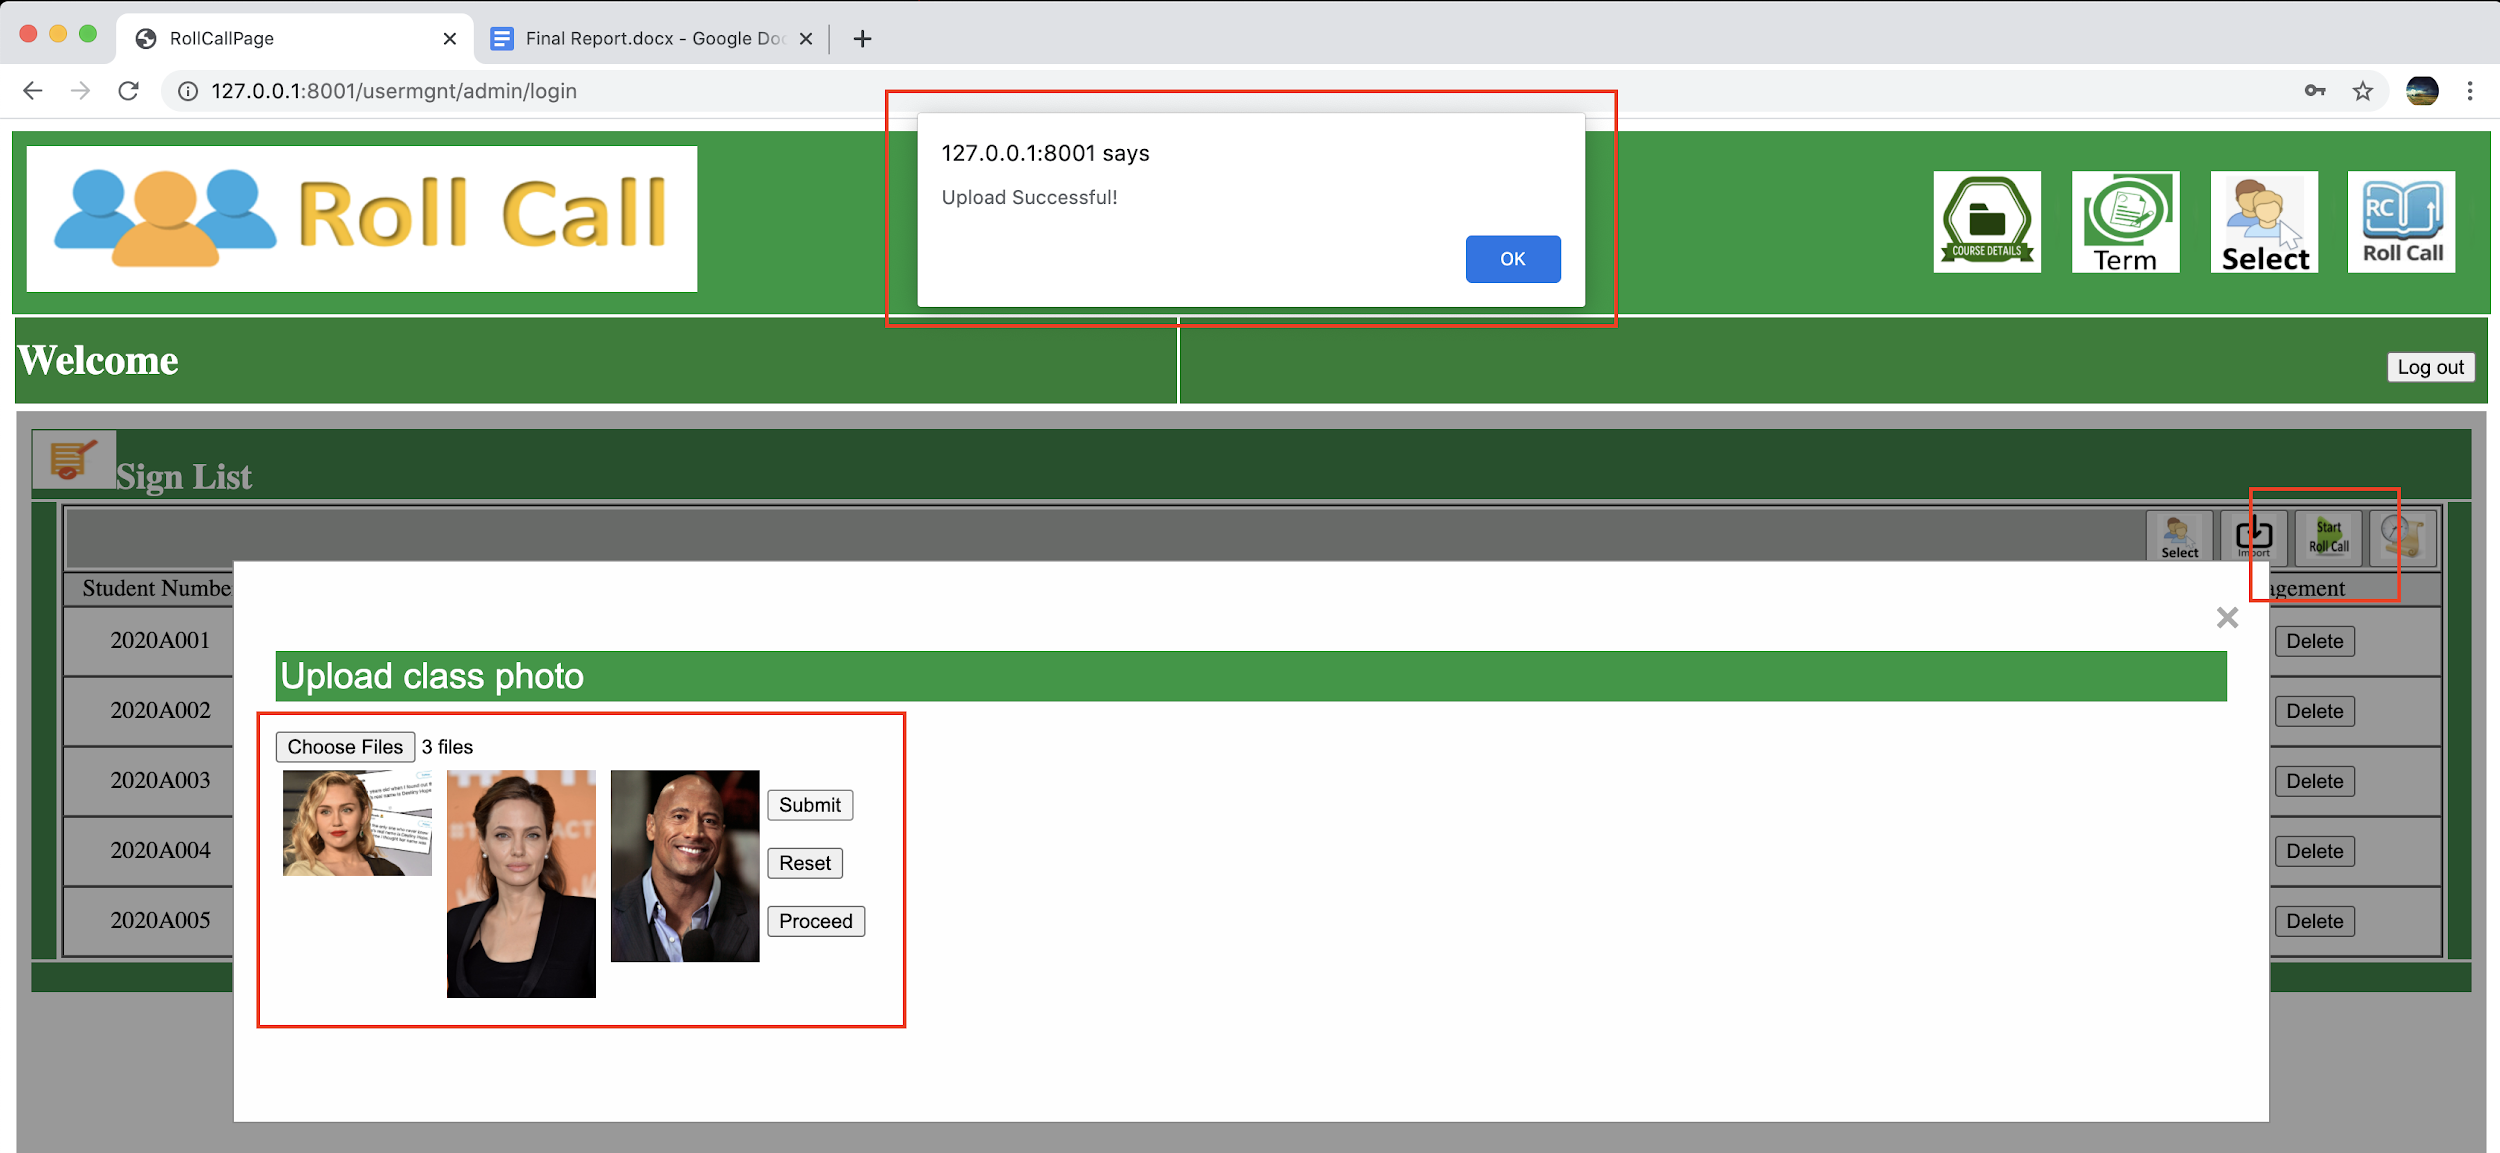 RollCallPage
Final Report.docx - Google Doc
127.0.0.1:8001/usermgnt/admin/login
127.0.0.1:8001 says
Upload Successful!
OK
Roll Call
COURSE DETAILS
Term
Select
RC
Roll Call
Welcome
Log out
Sign List
Select
Import
Start
Roll Call
Student Numbe
agement
2020A001
Delete
2020A002
Delete
2020A003
Delete
2020A004
Delete
2020A005
Delete
Upload class photo
Choose Files 3 files
Submit
Reset
Proceed